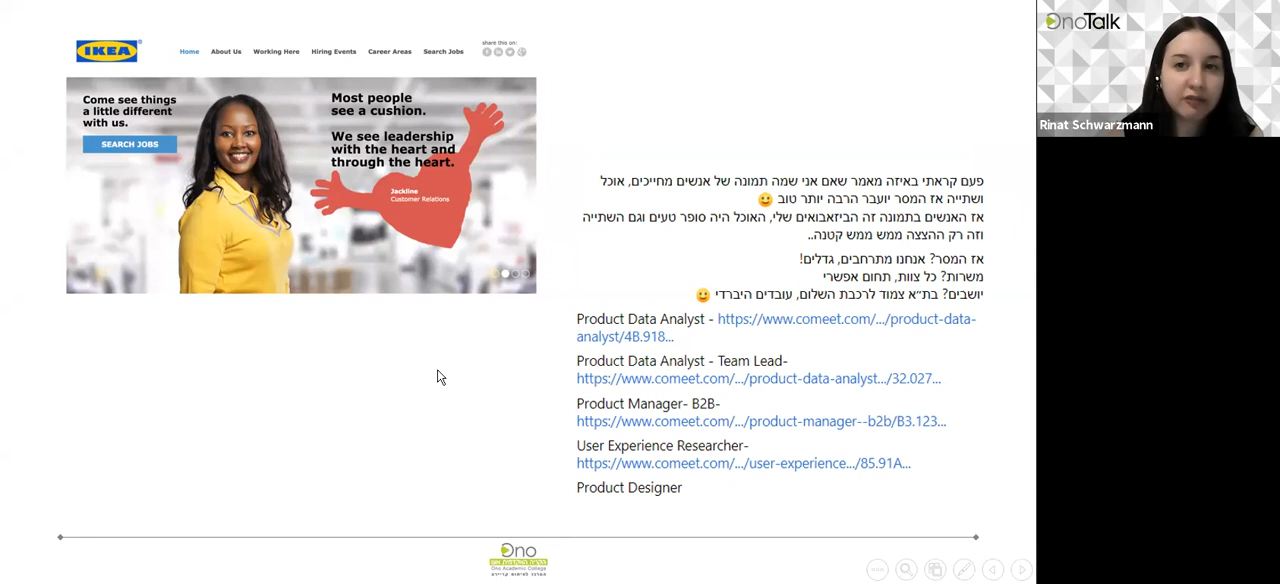 IKEA
Home About Us Working Here Hiring Events Career Areas Search Jobs
share this on:
Come see things
a little different
with us.
SEARCH JOBS
Most people
see a cushion.
We see leadership
with the heart and
through the heart.
Jackline
Customer Relations
פעם קראתי באיזה מאמר שאם אני שמה תמונה של אנשים מחייכים, אוכל
ושתייה אז המסר יועבר הרבה יותר טוב 🙂
אז האנשים בתמונה זה הביזאבואים שלי, האוכל היה סופר טעים וגם השתייה
וזה רק ההצצה ממש ממש קטנה..
אז המסר? אנחנו מתרחבים, גדלים!
משרות? כל צוות, תחום אפשרי
יושבים? בת״א צמוד לרכבת השלום, עובדים היברדי 🙂
Product Data Analyst - https://www.comeet.com/.../product-data-
analyst/4B.918...
Product Data Analyst - Team Lead-
https://www.comeet.com/.../product-data-analyst.../32.027...
Product Manager- B2B-
https://www.comeet.com/.../product-manager--b2b/B3.123...
User Experience Researcher-
https://www.comeet.com/.../user-experience.../85.91A...
Product Designer
OnoTalk
Rinat Schwarzmann
Ono
הקריה האקדמית אונו
Ono Academic College